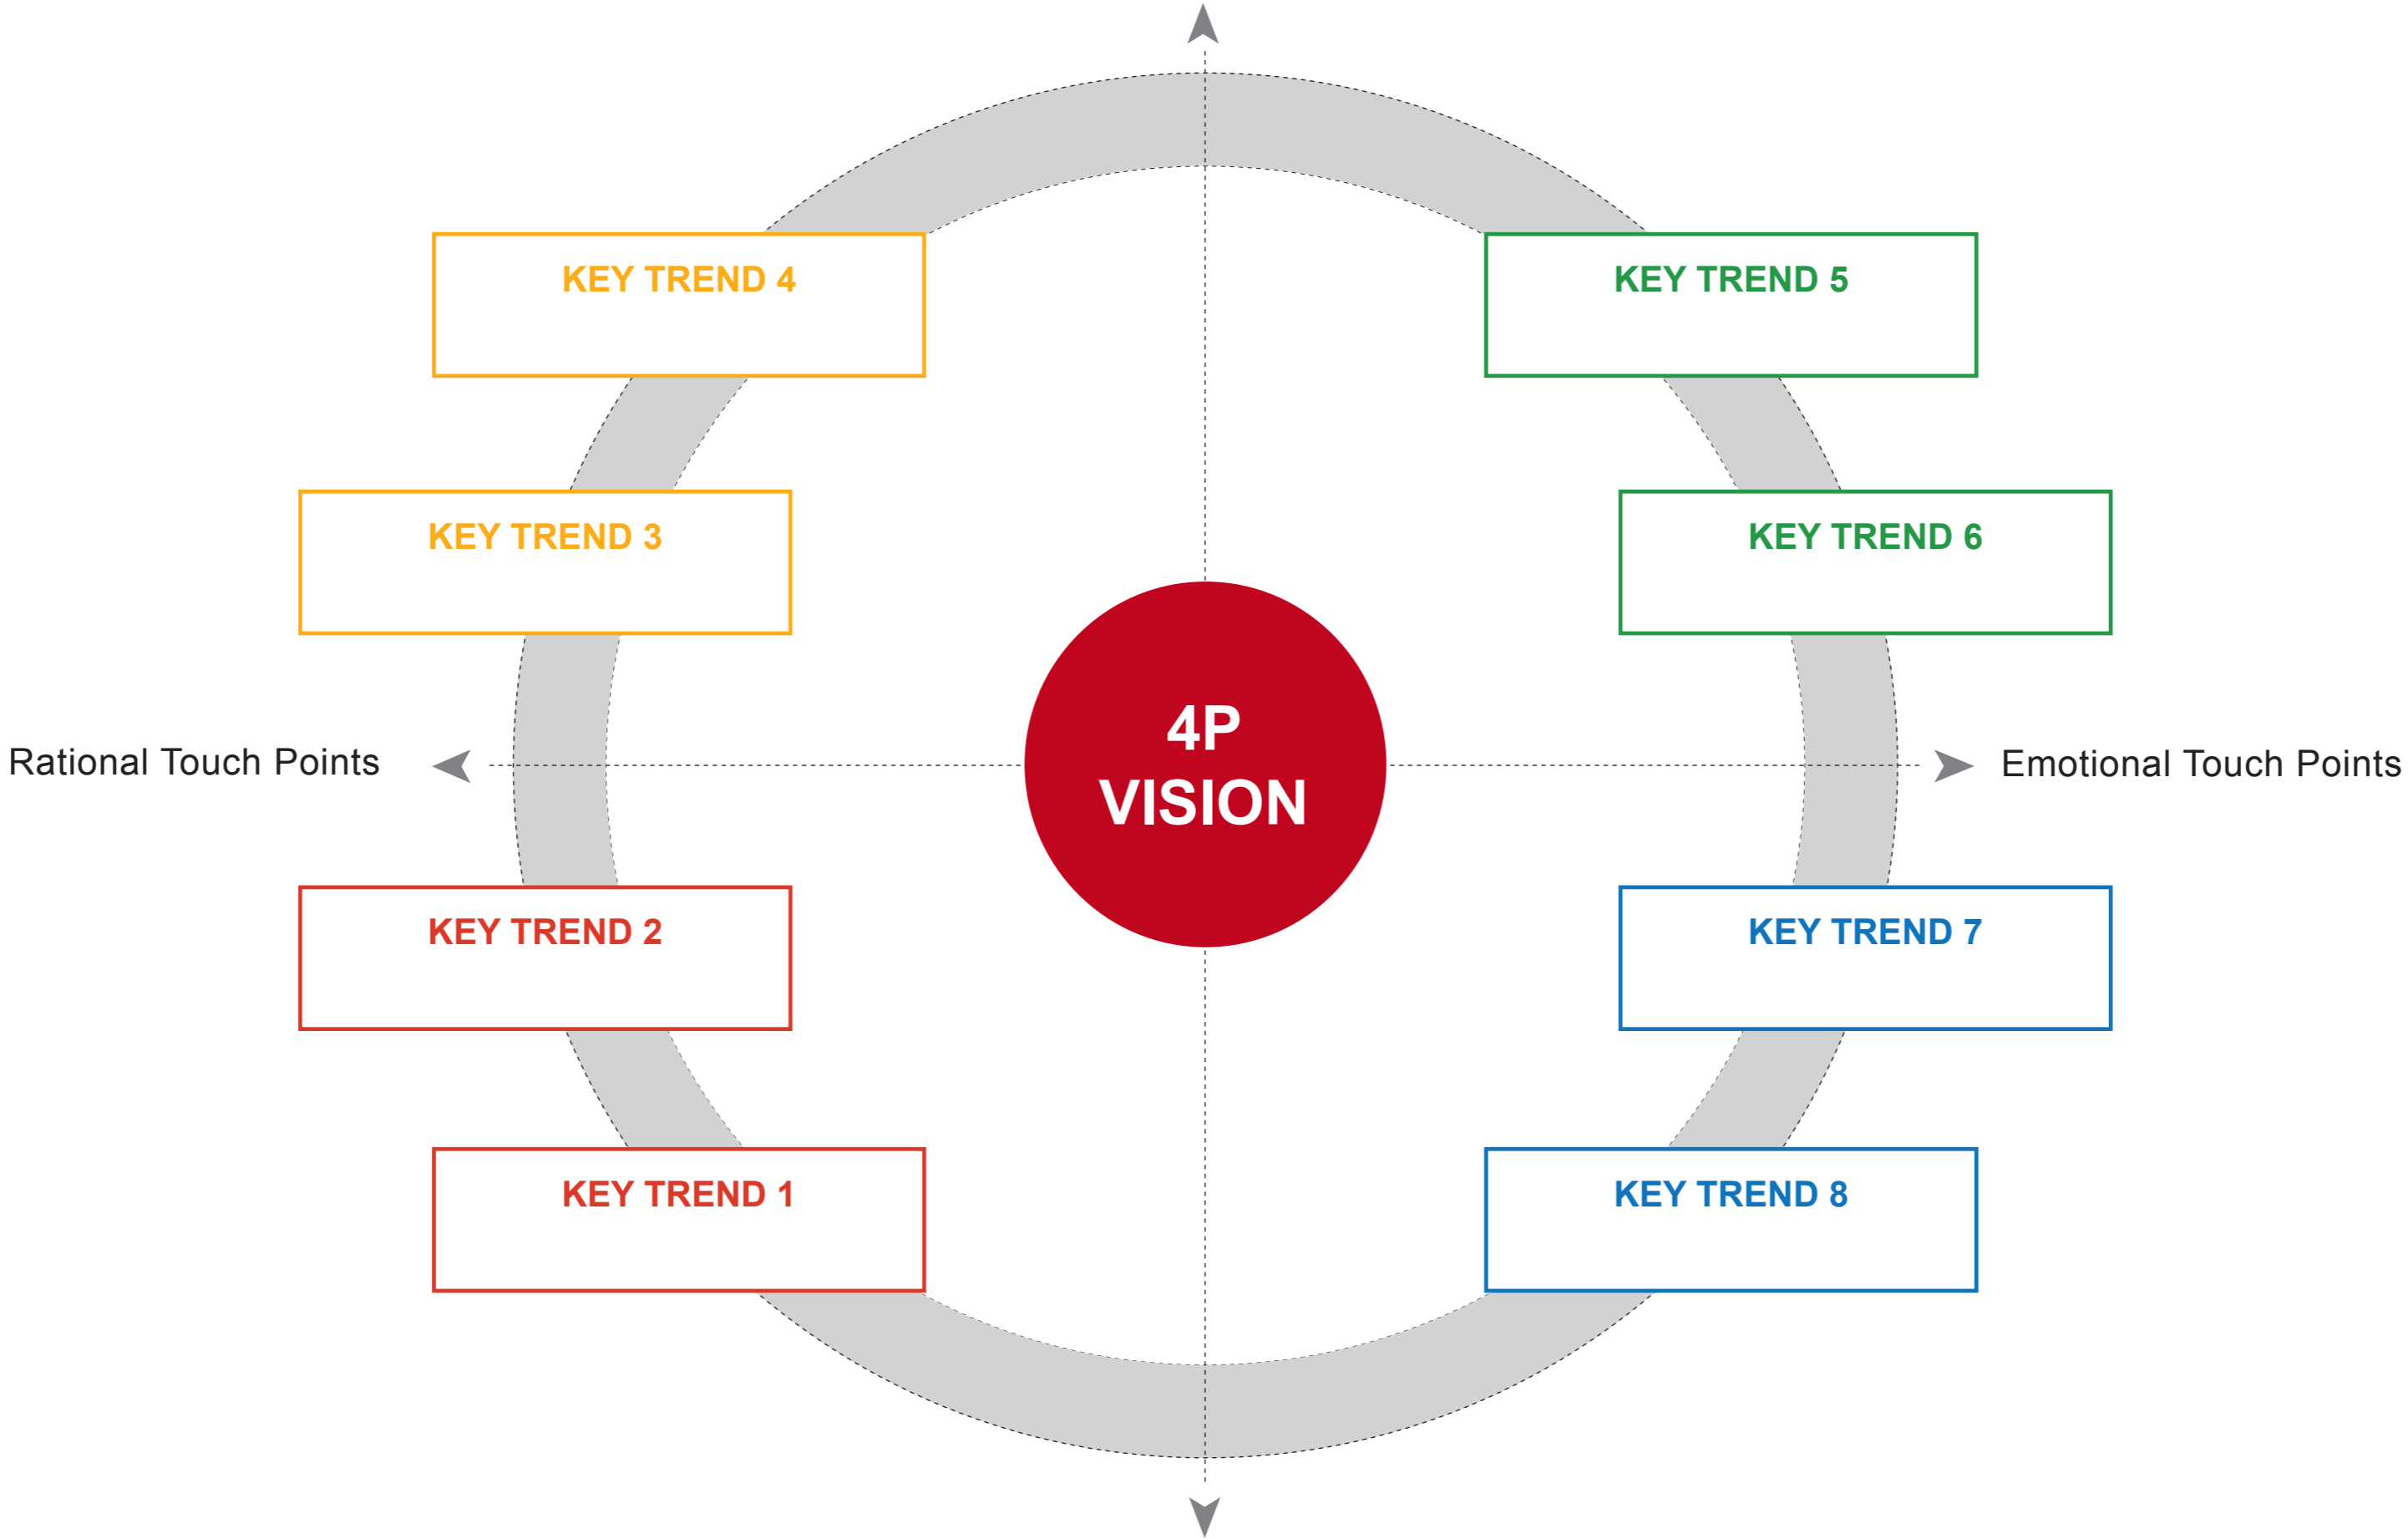 KEY TREND 4
KEY TREND 5
KEY TREND 3
KEY TREND 6
Rational Touch Points
4P
VISION
Emotional Touch Points
KEY TREND 2
KEY TREND 7
KEY TREND 1
KEY TREND 8